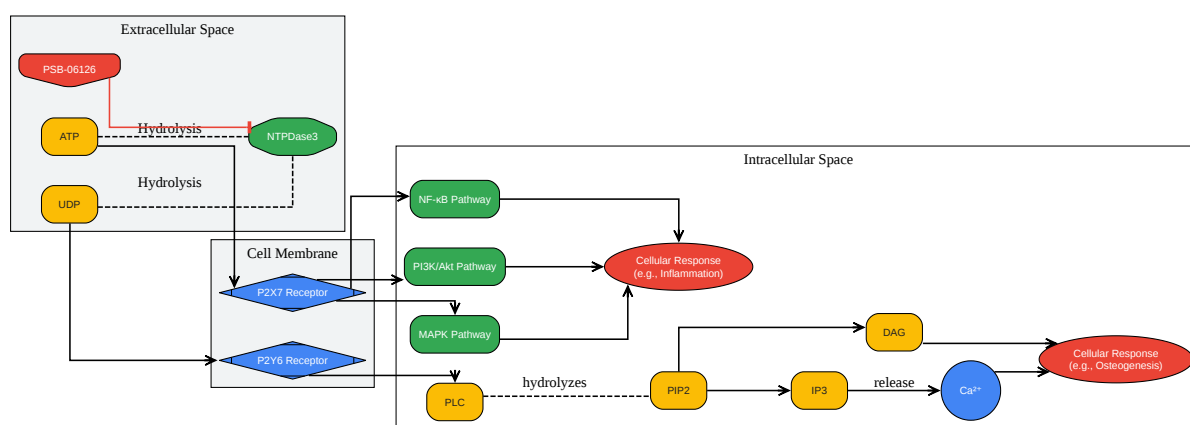 Extracellular Space
PSB-06126
ATP
Hydrolysis
NTPDase3
UDP
Hydrolysis
Cell Membrane
P2X7 Receptor
P2Y6 Receptor
Intracellular Space
NF-κB Pathway
PI3K/Akt Pathway
MAPK Pathway
Cellular Response
(e.g., Inflammation)
PLC
hydrolyzes
PIP2
DAG
IP3
release
Ca²⁺
Cellular Response
(e.g., Osteogenesis)